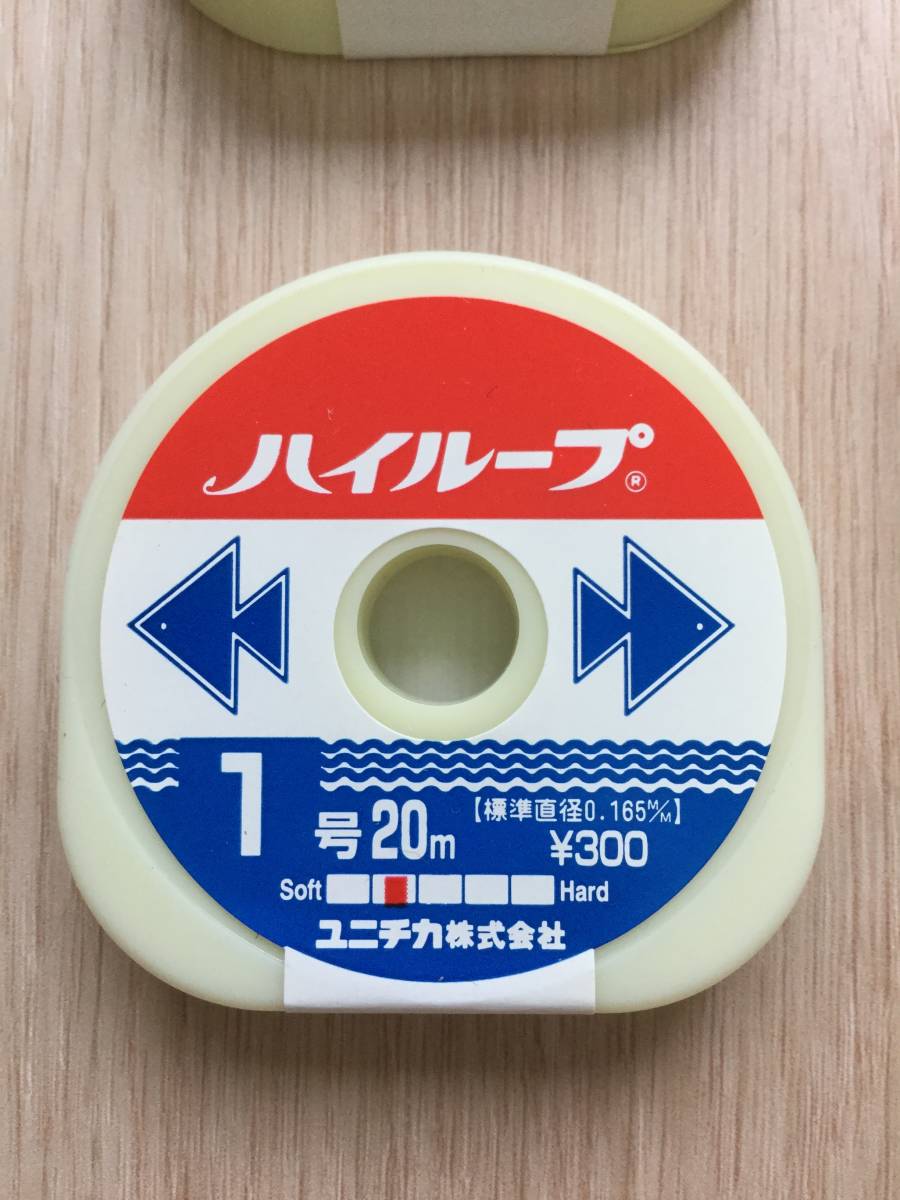 ハイループ®
1号20m
【標準直径0.165M/M】
¥300
Soft Hard
ユニチカ株式会社